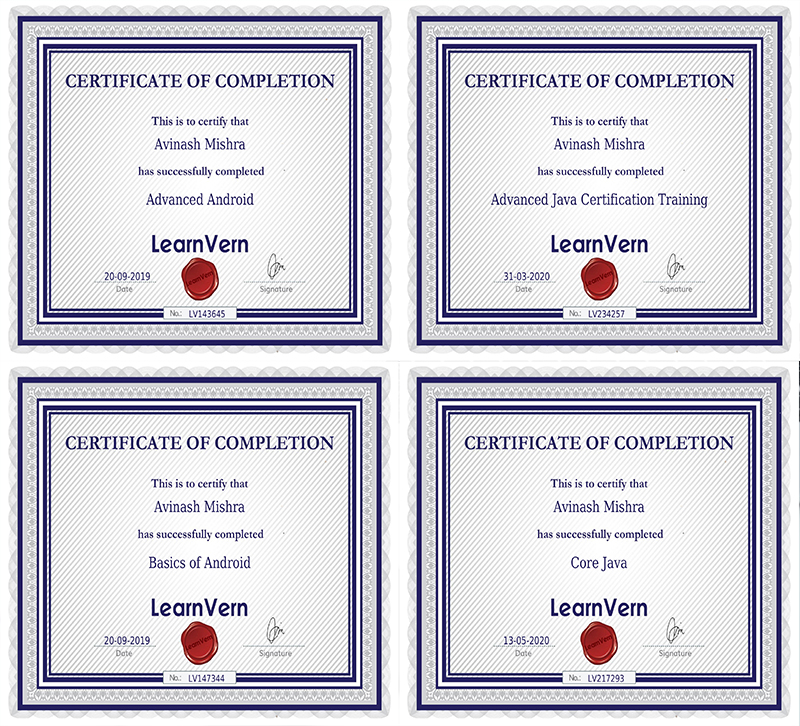 CERTIFICATE OF COMPLETION
This is to certify that
Avinash Mishra
has successfully completed
Advanced Android
LearnVern
20-09-2019
LearnVern
Date
Signature
No.: LV143645
CERTIFICATE OF COMPLETION
This is to certify that
Avinash Mishra
has successfully completed
Advanced Java Certification Training
LearnVern
31-03-2020
LearnVern
Date
Signature
No.: LV234257
CERTIFICATE OF COMPLETION
This is to certify that
Avinash Mishra
has successfully completed
Basics of Android
LearnVern
20-09-2019
LearnVern
Date
Signature
No.: LV147344
CERTIFICATE OF COMPLETION
This is to certify that
Avinash Mishra
has successfully completed
Core Java
LearnVern
13-05-2020
LearnVern
Date
Signature
No.: LV217293